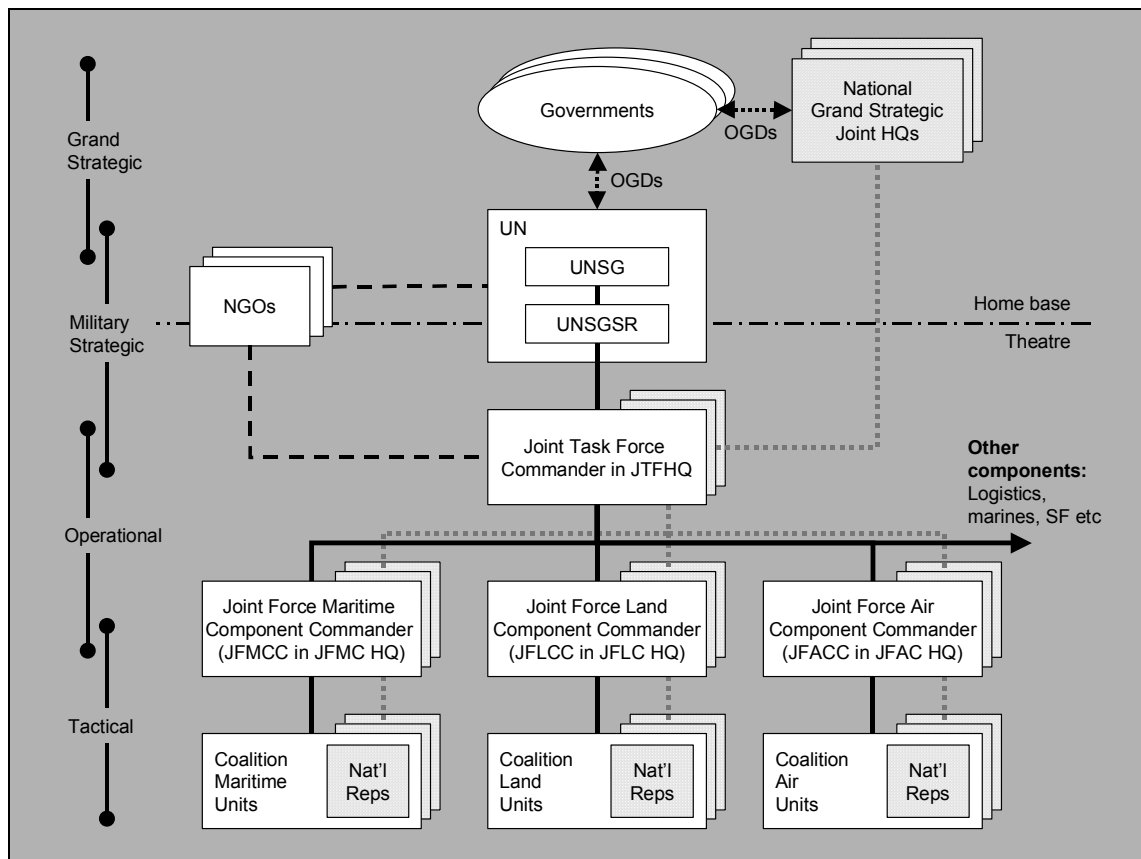 Governments
National
Grand Strategic
Joint HQs
OGDs
OGDs
Grand
Strategic
UN
UNSG
UNSGSR
NGOs
Military
Strategic
Home base
Theatre
Joint Task Force
Commander in JTFHQ
Other
components:
Logistics,
marines, SF etc
Operational
Joint Force Maritime
Component Commander
(JFMCC in JFMC HQ)
Joint Force Land
Component Commander
(JFLCC in JFLC HQ)
Joint Force Air
Component Commander
(JFACC in JFAC HQ)
Tactical
Coalition
Maritime
Units
Nat'l
Reps
Coalition
Land
Units
Nat'l
Reps
Coalition
Air
Units
Nat'l
Reps